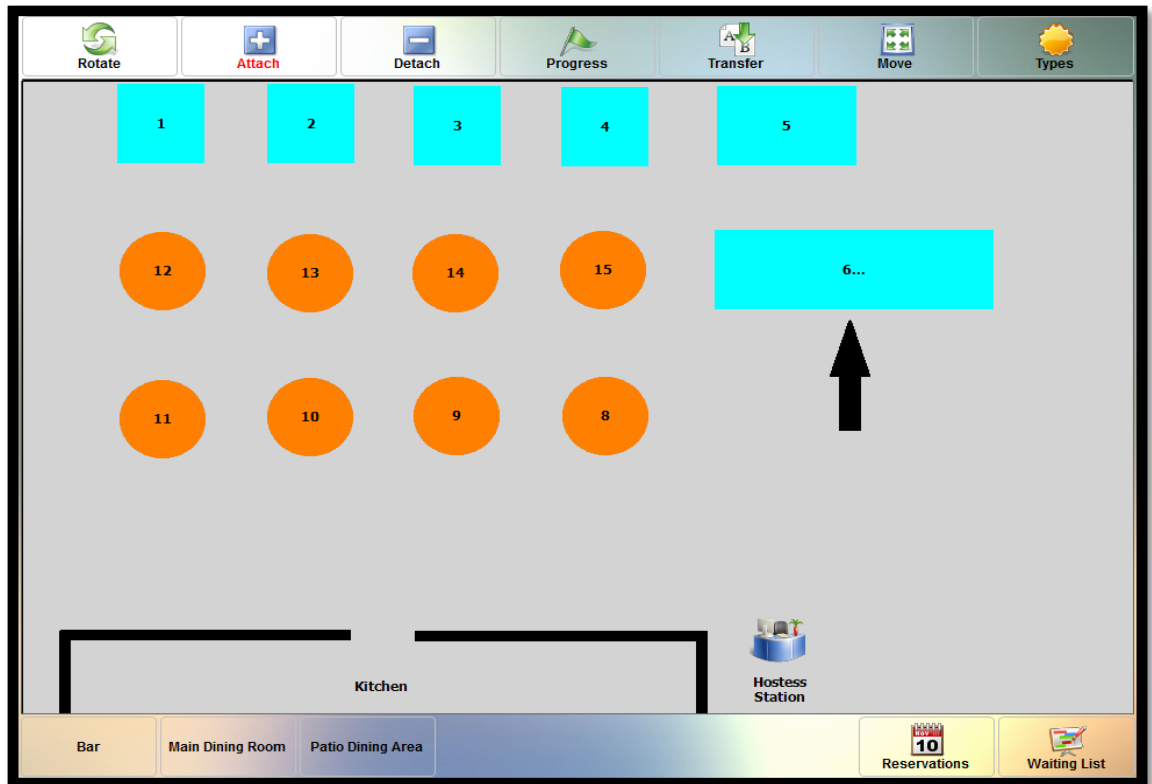 Rotate
Attach
Detach
Progress
A
B
Transfer
Move
Types
1
2
3
4
5
12
13
14
15
6...
11
10
9
8
Kitchen
Hostess
Station
Bar
Main Dining Room
Patio Dining Area
NOV
10
Reservations
Waiting List